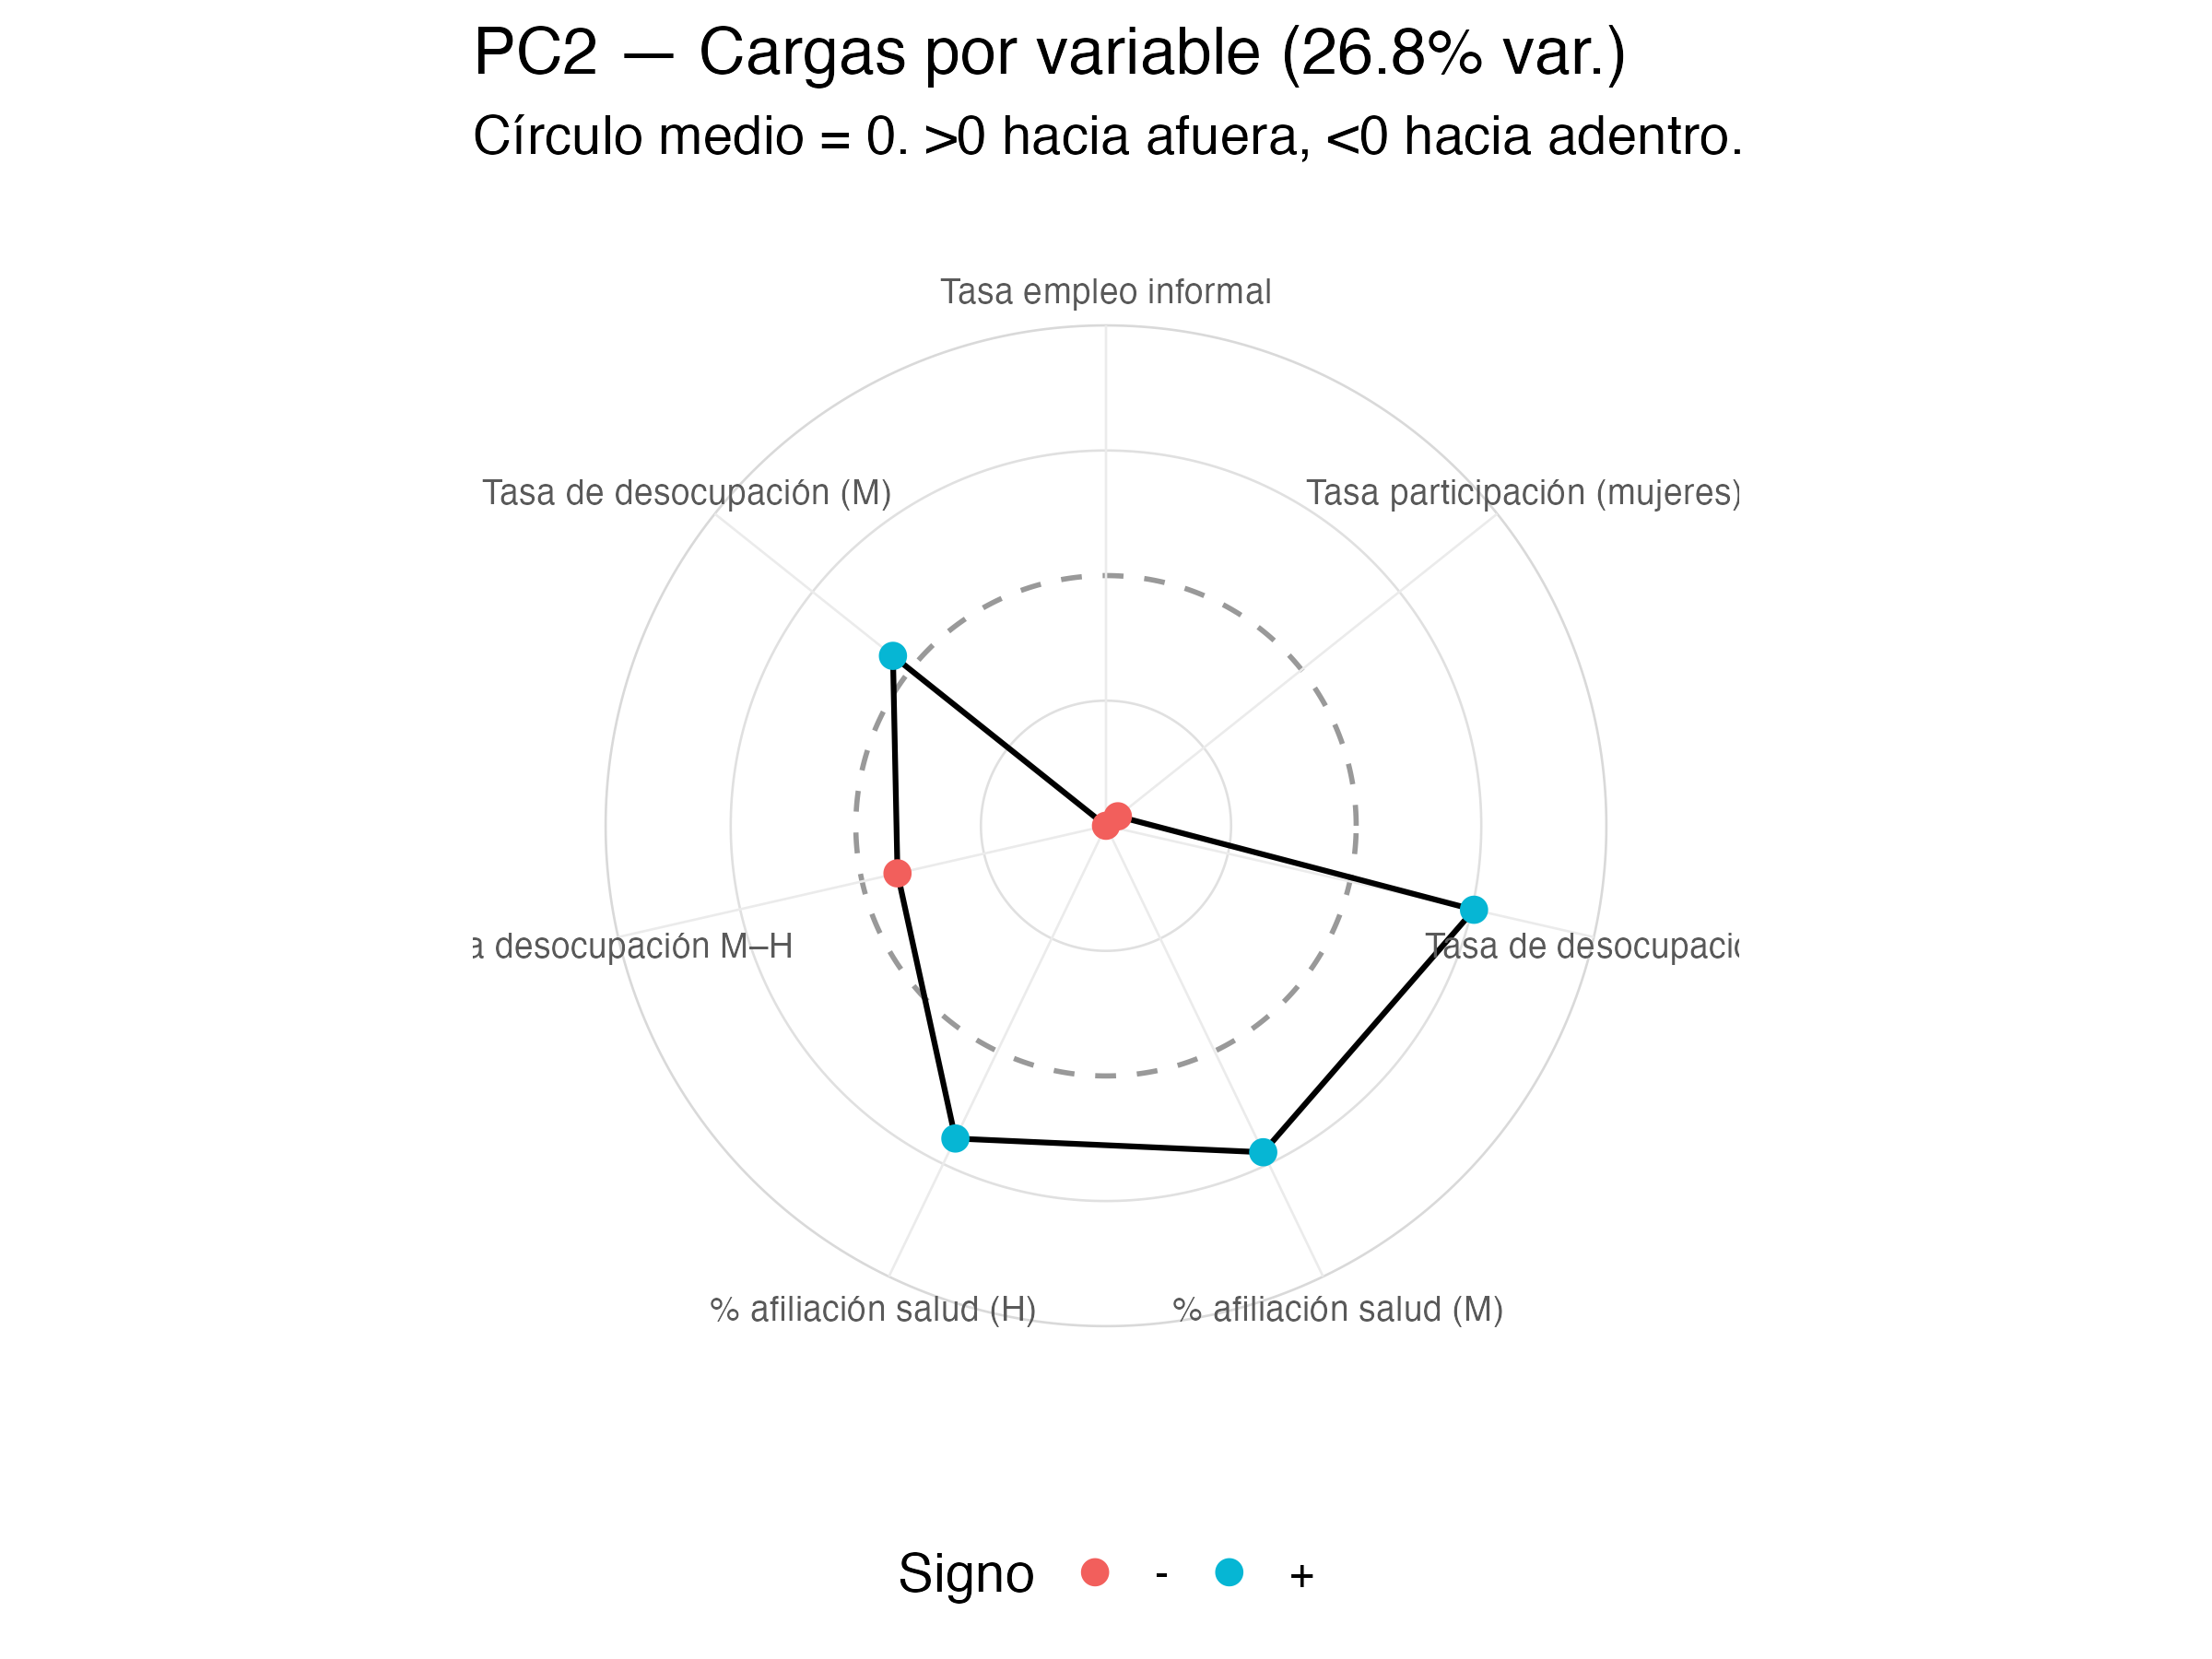 PC2 — Cargas por variable (26.8% var.)
Círculo medio = 0. >0 hacia afuera, <0 hacia adentro.
Tasa empleo informal
Tasa de desocupación (M)
Tasa participación (mujeres)
a desocupación M–H
Tasa de desocupació
% afiliación salud (H)
% afiliación salud (M)
Signo - +